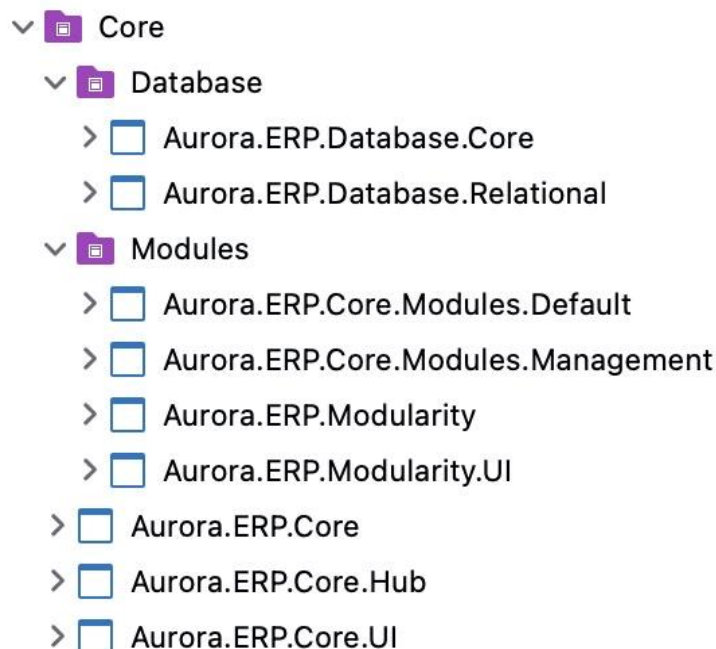 Core
Database
Aurora.ERP.Database.Core
Aurora.ERP.Database.Relational
Modules
Aurora.ERP.Core.Modules.Default
Aurora.ERP.Core.Modules.Management
Aurora.ERP.Modularity
Aurora.ERP.Modularity.UI
Aurora.ERP.Core
Aurora.ERP.Core.Hub
Aurora.ERP.Core.UI